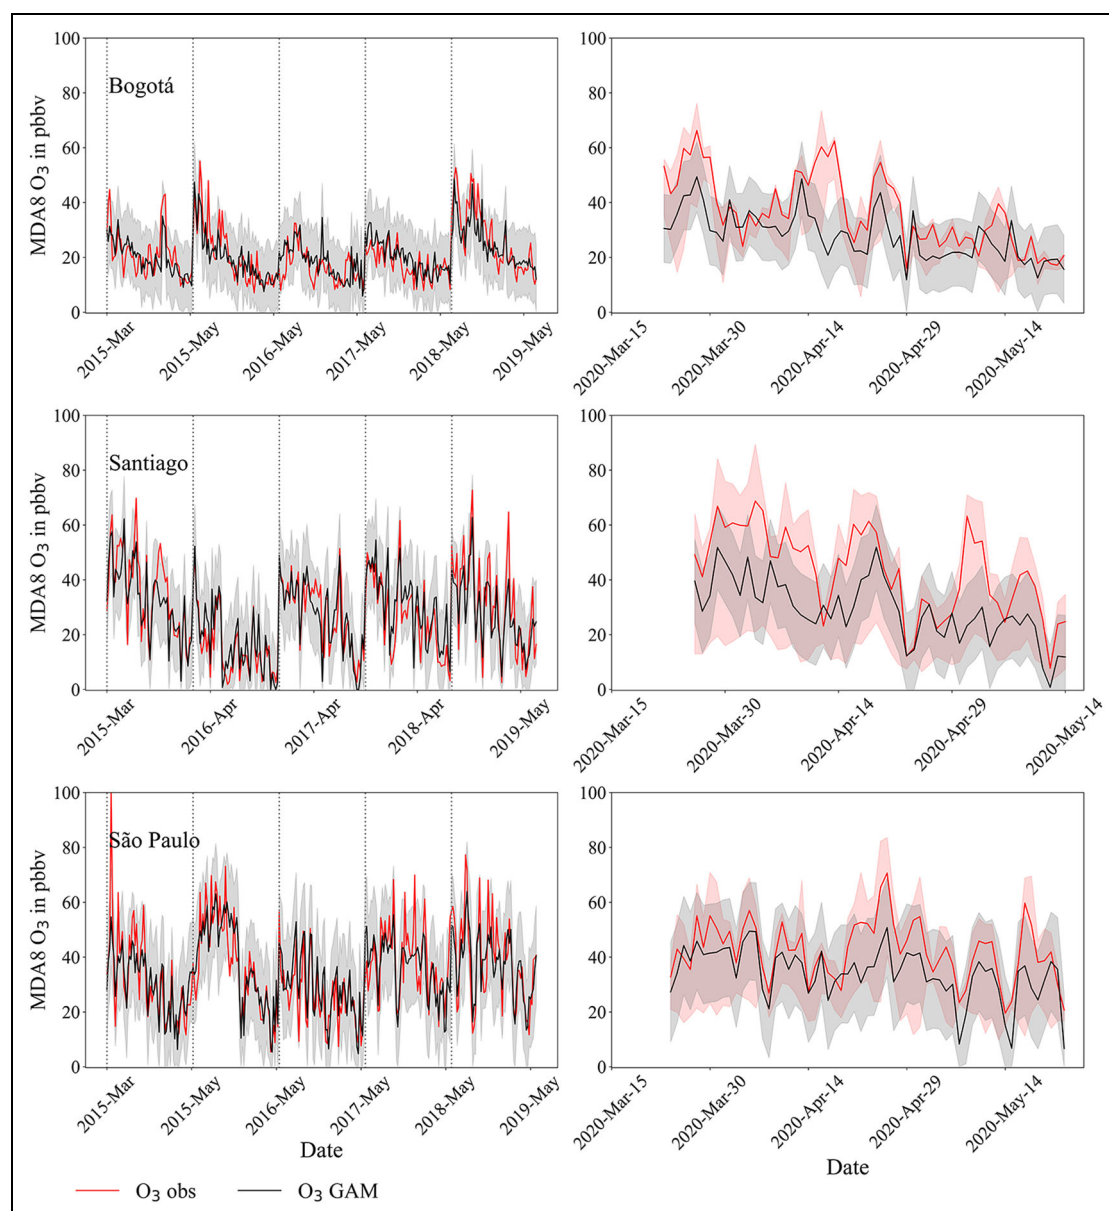 MDA8 O₃ in pbbv
100
80
60
40
20
0
Bogotá
2015-Mar
2015-May
2016-May
2017-May
2018-May
2019-May
100
80
60
40
20
0
2020-Mar-15
2020-Mar-30
2020-Apr-14
2020-Apr-29
2020-May-14
MDA8 O₃ in pbbv
100
80
60
40
20
0
Santiago
2015-Mar
2016-Apr
2017-Apr
2018-Apr
2019-May
100
80
60
40
20
0
2020-Mar-15
2020-Mar-30
2020-Apr-14
2020-Apr-29
2020-May-14
MDA8 O₃ in pbbv
100
80
60
40
20
0
São Paulo
2015-Mar
2015-May
2016-May
2017-May
2018-May
2019-May
Date
100
80
60
40
20
0
2020-Mar-15
2020-Mar-30
2020-Apr-14
2020-Apr-29
2020-May-14
Date
O₃ obs
O₃ GAM